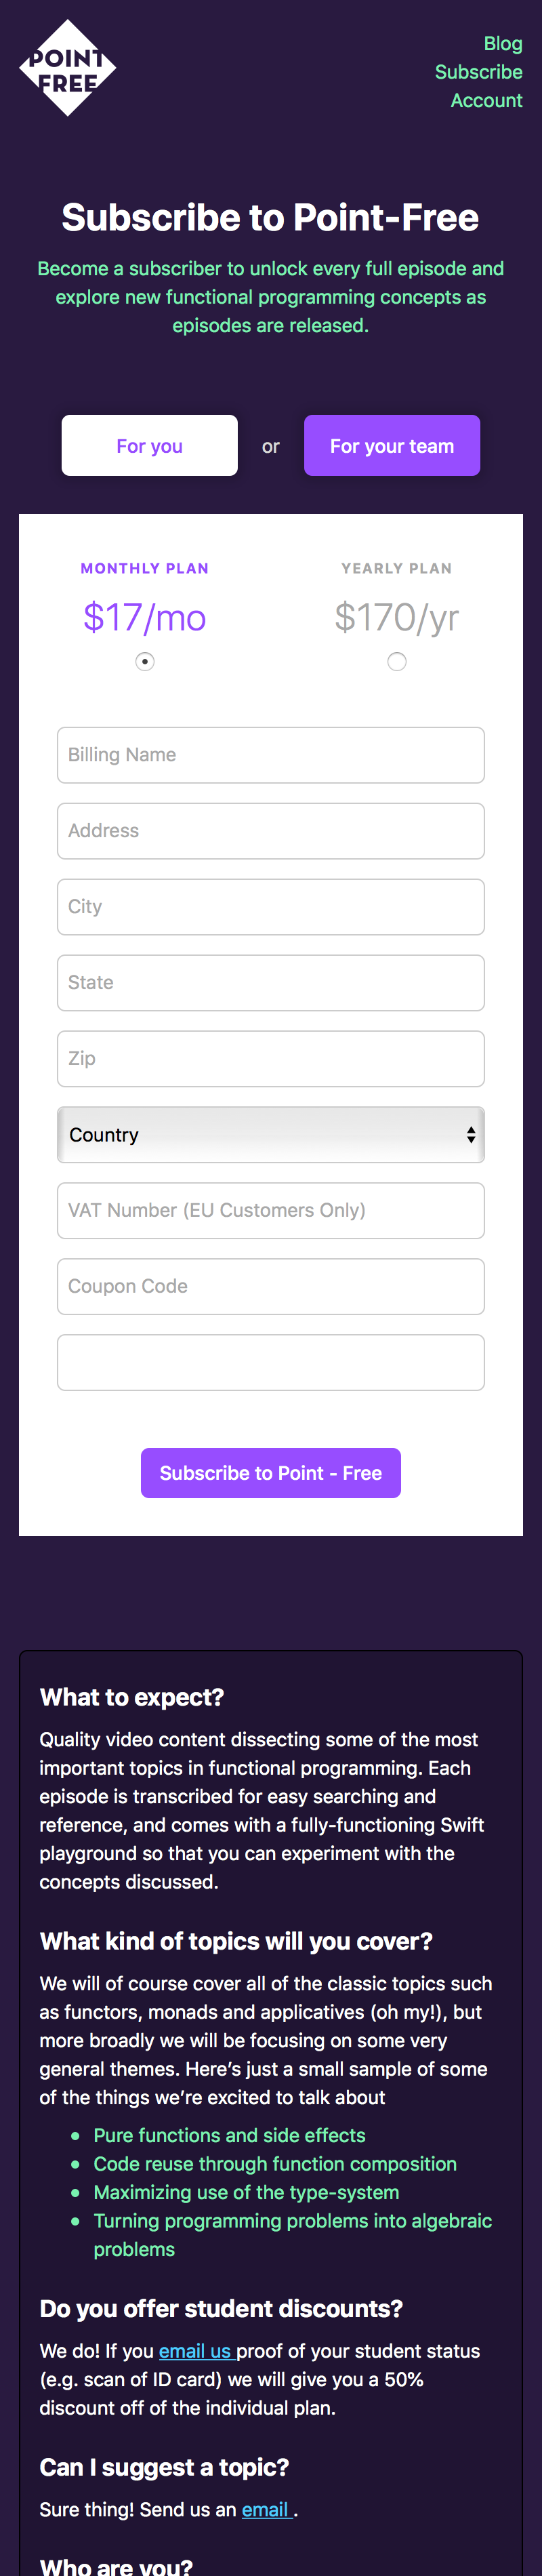 POINT
FREE
Blog
Subscribe
Account
Subscribe to Point-Free
Become a subscriber to unlock every full episode and
explore new functional programming concepts as
episodes are released.
For you
or
For your team
MONTHLY PLAN
$17/mo
YEARLY PLAN
$170/yr
Billing Name
Address
City
State
Zip
Country
VAT Number (EU Customers Only)
Coupon Code
Subscribe to Point - Free
What to expect?
Quality video content dissecting some of the most
important topics in functional programming. Each
episode is transcribed for easy searching and
reference, and comes with a fully-functioning Swift
playground so that you can experiment with the
concepts discussed.
What kind of topics will you cover?
We will of course cover all of the classic topics such
as functors, monads and applicatives (oh my!), but
more broadly we will be focusing on some very
general themes. Here’s just a small sample of some
of the things we’re excited to talk about
Pure functions and side effects
Code reuse through function composition
Maximizing use of the type-system
Turning programming problems into algebraic
problems
Do you offer student discounts?
We do! If you email us proof of your student status
(e.g. scan of ID card) we will give you a 50%
discount off of the individual plan.
Can I suggest a topic?
Sure thing! Send us an email .
Who are you?